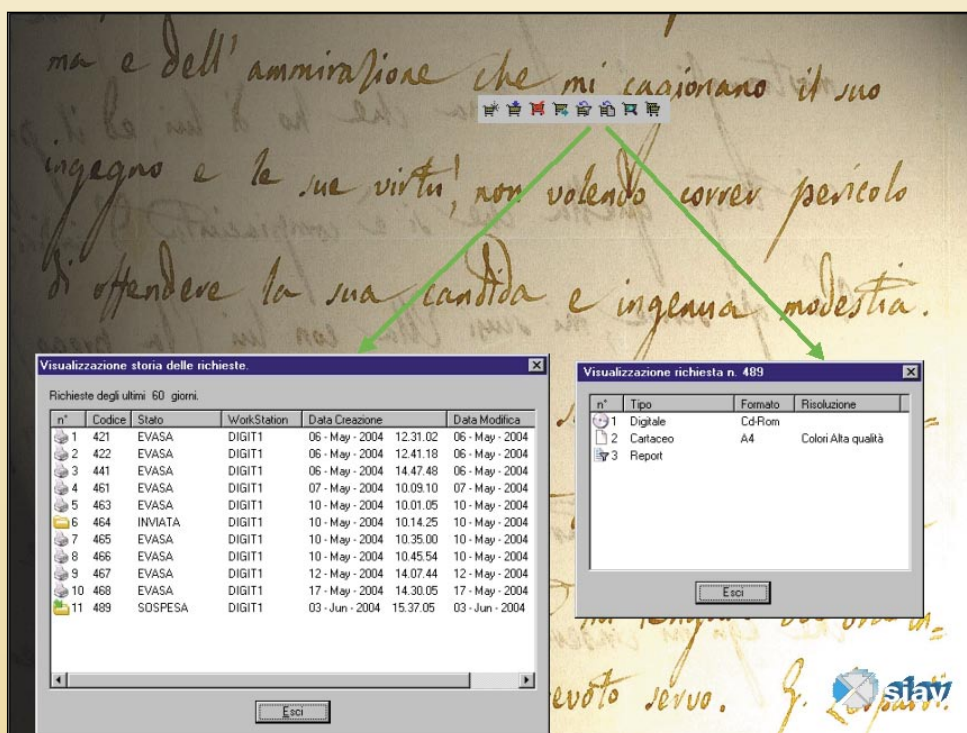 ma e dell' ammirazione che mi cagionano il suo
ingegno e le sue virtu', non volendo correr pericolo
di offendere la sua candida e ingenua modestia.
Visualizzazione storia delle richieste.
Richieste degli ultimi 60 giorni.
n° Codice Stato WorkStation Data Creazione Data Modifica
1 421 EVASA DIGIT1 06 - May - 2004 12.31.02 06 - May - 2004
2 422 EVASA DIGIT1 06 - May - 2004 12.41.18 06 - May - 2004
3 441 EVASA DIGIT1 06 - May - 2004 14.47.48 06 - May - 2004
4 461 EVASA DIGIT1 07 - May - 2004 10.09.10 07 - May - 2004
5 463 EVASA DIGIT1 10 - May - 2004 10.01.05 10 - May - 2004
6 464 INVIATA DIGIT1 10 - May - 2004 10.14.25 10 - May - 2004
7 465 EVASA DIGIT1 10 - May - 2004 10.35.00 10 - May - 2004
8 466 EVASA DIGIT1 10 - May - 2004 10.45.54 10 - May - 2004
9 467 EVASA DIGIT1 12 - May - 2004 14.07.44 12 - May - 2004
10 468 EVASA DIGIT1 17 - May - 2004 14.30.05 17 - May - 2004
11 489 SOSPESA DIGIT1 03 - Jun - 2004 15.37.05 03 - Jun - 2004
Esci
Visualizzazione richiesta n. 489
n° Tipo Formato Risoluzione
1 Digitale Cd-Rom
2 Cartaceo A4 Colori Alta qualità
3 Report
Esci
servo. G.
siav